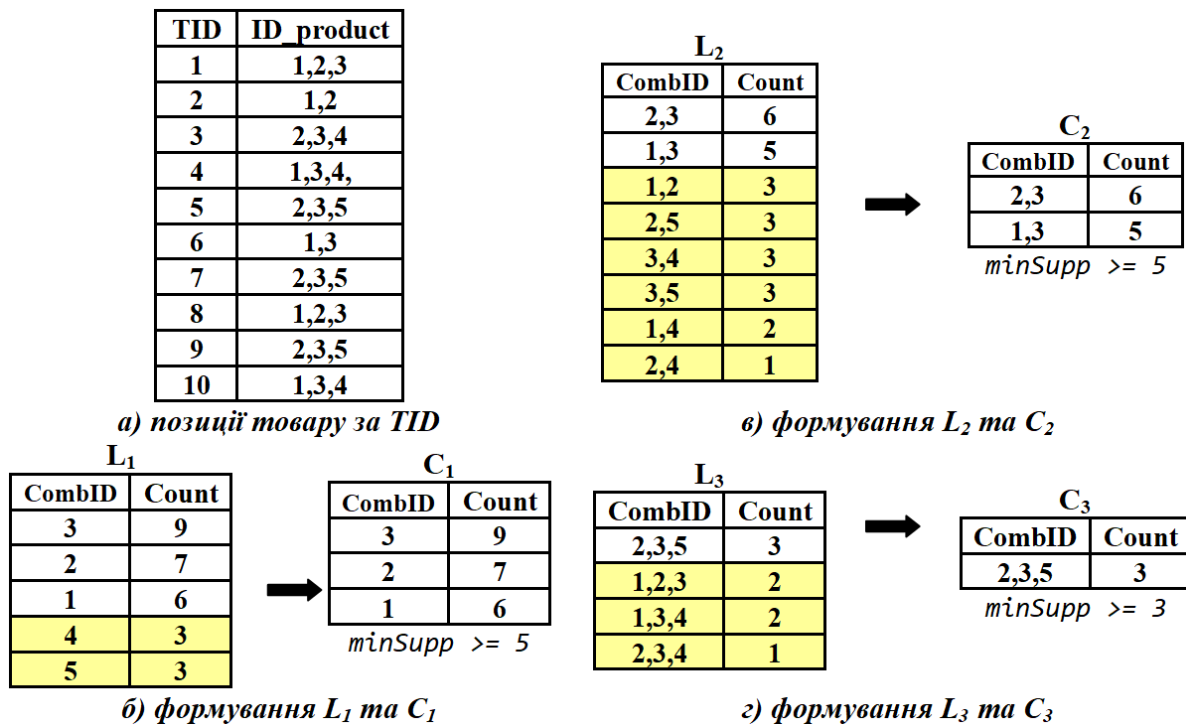 TID ID_product
1 1,2,3
2 1,2
3 2,3,4
4 1,3,4,
5 2,3,5
6 1,3
7 2,3,5
8 1,2,3
9 2,3,5
10 1,3,4
а) позиції товару за TID
L₂
CombID Count
2,3 6
1,3 5
1,2 3
2,5 3
3,4 3
3,5 3
1,4 2
2,4 1
C₂
CombID Count
2,3 6
1,3 5
minSupp >= 5
в) формування L₂ та C₂
L₁
CombID Count
3 9
2 7
1 6
4 3
5 3
C₁
CombID Count
3 9
2 7
1 6
minSupp >= 5
б) формування L₁ та C₁
L₃
CombID Count
2,3,5 3
1,2,3 2
1,3,4 2
2,3,4 1
C₃
CombID Count
2,3,5 3
minSupp >= 3
г) формування L₃ та C₃